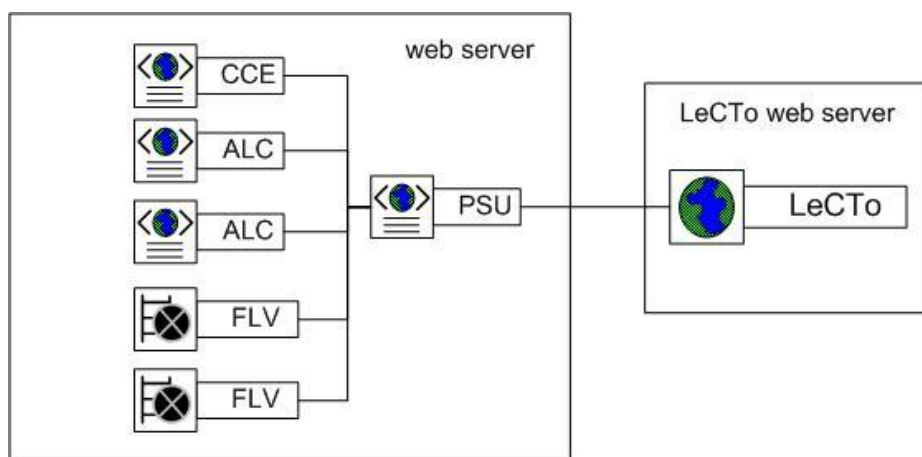 web server
CCE
ALC
ALC
FLV
FLV
PSU
LeCTo web server
LeCTo